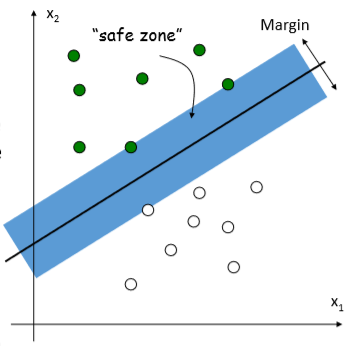 x2
"safe zone"
Margin
x1